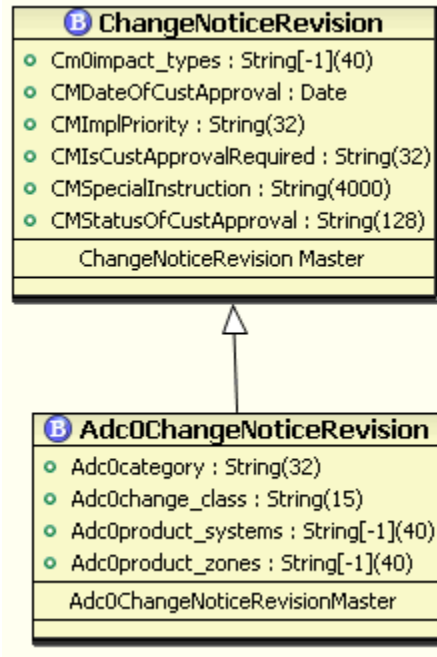 B ChangeNoticeRevision
Cm0impact_types : String[-1](40)
CMDateOfCustApproval : Date
CMImplPriority : String(32)
CMIsCustApprovalRequired : String(32)
CMSpecialInstruction : String(4000)
CMStatusOfCustApproval : String(128)
ChangeNoticeRevision Master
B Adc0ChangeNoticeRevision
Adc0category : String(32)
Adc0change_class : String(15)
Adc0product_systems : String[-1](40)
Adc0product_zones : String[-1](40)
Adc0ChangeNoticeRevisionMaster